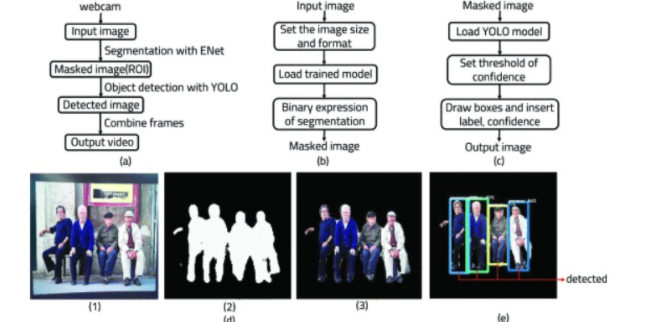 webcam
Input image
Segmentation with ENet
Masked image(ROI)
Object detection with YOLO
Detected image
Combine frames
Output video
(a)
Input image
Set the image size
and format
Load trained model
Binary expression
of segmentation
Masked image
(b)
Masked image
Load YOLO model
Set threshold of
confidence
Draw boxes and insert
label, confidence
Output image
(c)
detected
(1)
(2)
(3)
(d)
(e)